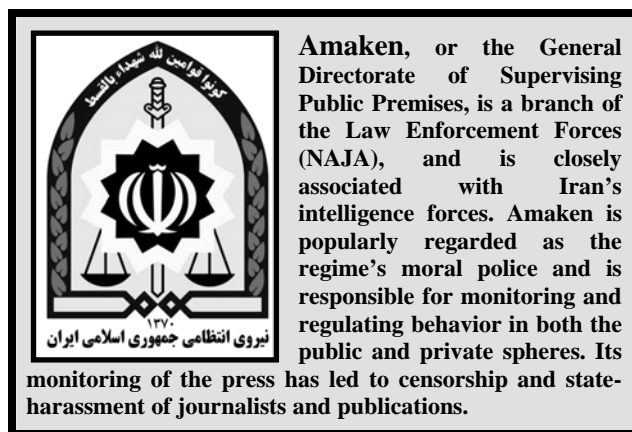 كونوا قوامين لله شهداء بالقسط
۱۳۷۰
نیروی انتظامی جمهوری اسلامی ایران
Amaken, or the General
Directorate of Supervising
Public Premises, is a branch of
the Law Enforcement Forces
(NAJA), and is closely
associated with Iran’s
intelligence forces. Amaken is
popularly regarded as the
regime’s moral police and is
responsible for monitoring and
regulating behavior in both the
public and private spheres. Its
monitoring of the press has led to censorship and state-
harassment of journalists and publications.